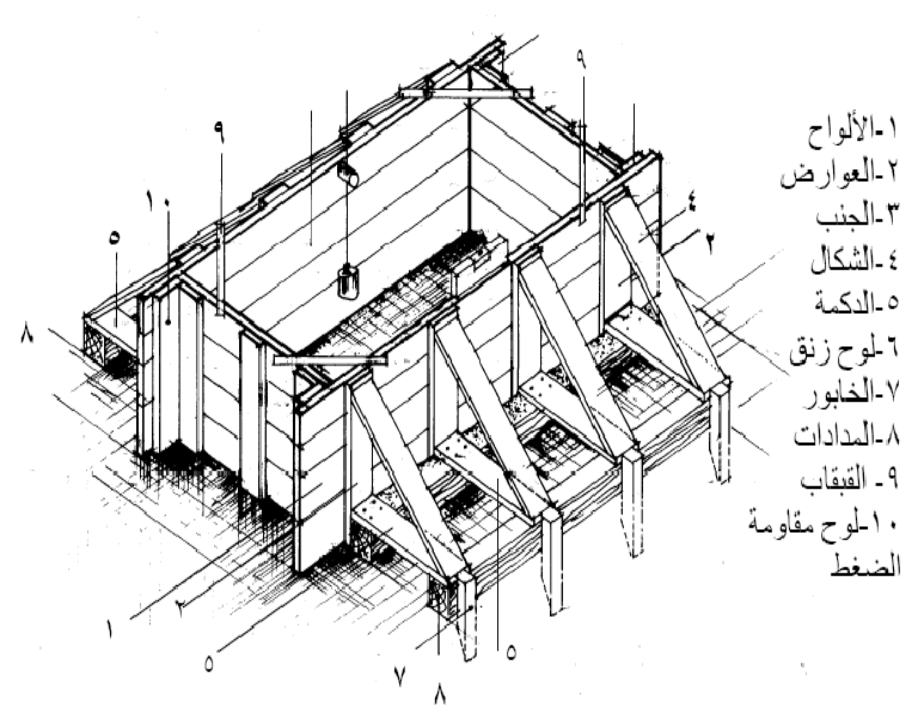 ١-الألواح
٢-العوارض
٣-الجنب
٤-الشكال
٥-الدكمة
٦-لوح زنق
٧-الخابور
٨-المدادات
٩- القبقاب
١٠-لوح مقاومة
الضغط
٩
٩
١٠
٤
٥
٢
٨
١
٢
٥
٧
٨
٥